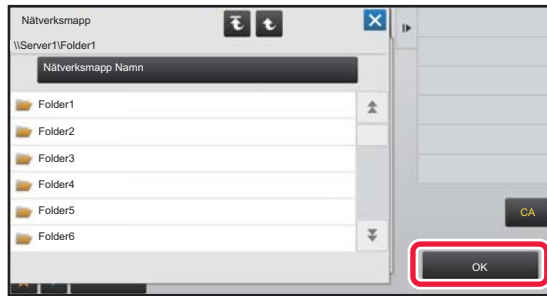 Nätverksmapp
\\Server1\Folder1
Nätverksmapp Namn
Folder1
Folder2
Folder3
Folder4
Folder5
Folder6
CA
OK